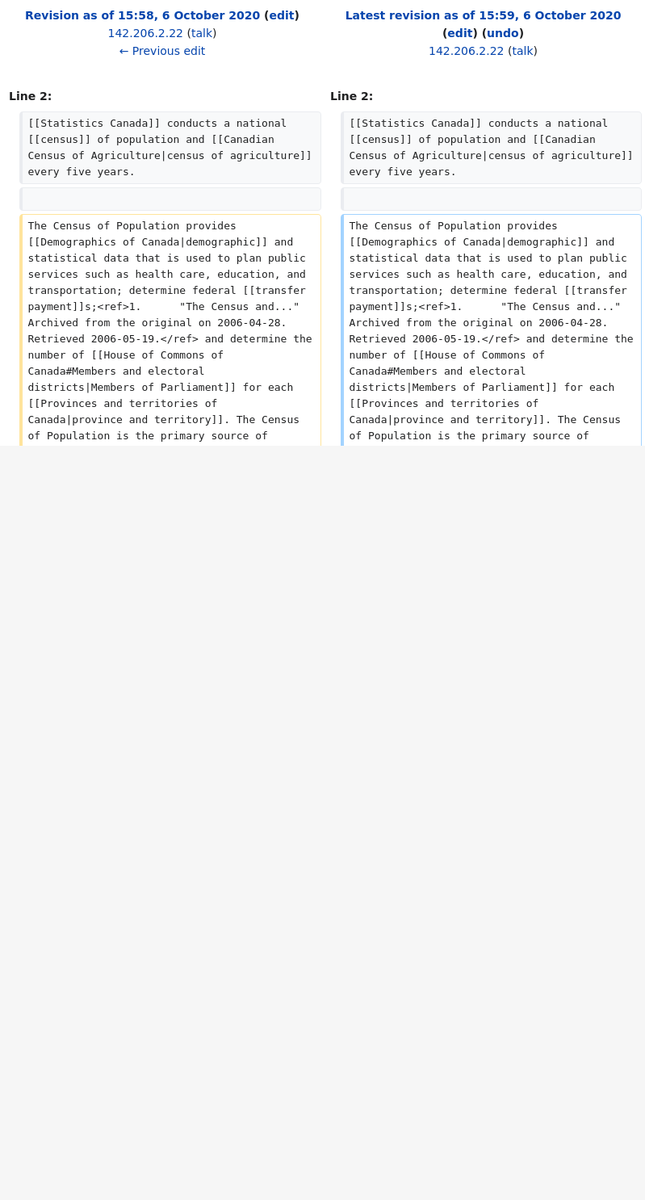 Revision as of 15:58, 6 October 2020 (edit)
142.206.2.22 (talk)
← Previous edit
Latest revision as of 15:59, 6 October 2020
(edit) (undo)
142.206.2.22 (talk)
Line 2:
[[Statistics Canada]] conducts a national
[[census]] of population and [[Canadian
Census of Agriculture|census of agriculture]]
every five years.
The Census of Population provides
[[Demographics of Canada|demographic]] and
statistical data that is used to plan public
services such as health care, education, and
transportation; determine federal [[transfer
payment]]s;<ref>1.      "The Census and..."
Archived from the original on 2006-04-28.
Retrieved 2006-05-19.</ref> and determine the
number of [[House of Commons of
Canada#Members and electoral
districts|Members of Parliament]] for each
[[Provinces and territories of
Canada|province and territory]]. The Census
of Population is the primary source of
Line 2:
[[Statistics Canada]] conducts a national
[[census]] of population and [[Canadian
Census of Agriculture|census of agriculture]]
every five years.
The Census of Population provides
[[Demographics of Canada|demographic]] and
statistical data that is used to plan public
services such as health care, education, and
transportation; determine federal [[transfer
payment]]s;<ref>1.      "The Census and..."
Archived from the original on 2006-04-28.
Retrieved 2006-05-19.</ref> and determine the
number of [[House of Commons of
Canada#Members and electoral
districts|Members of Parliament]] for each
[[Provinces and territories of
Canada|province and territory]]. The Census
of Population is the primary source of